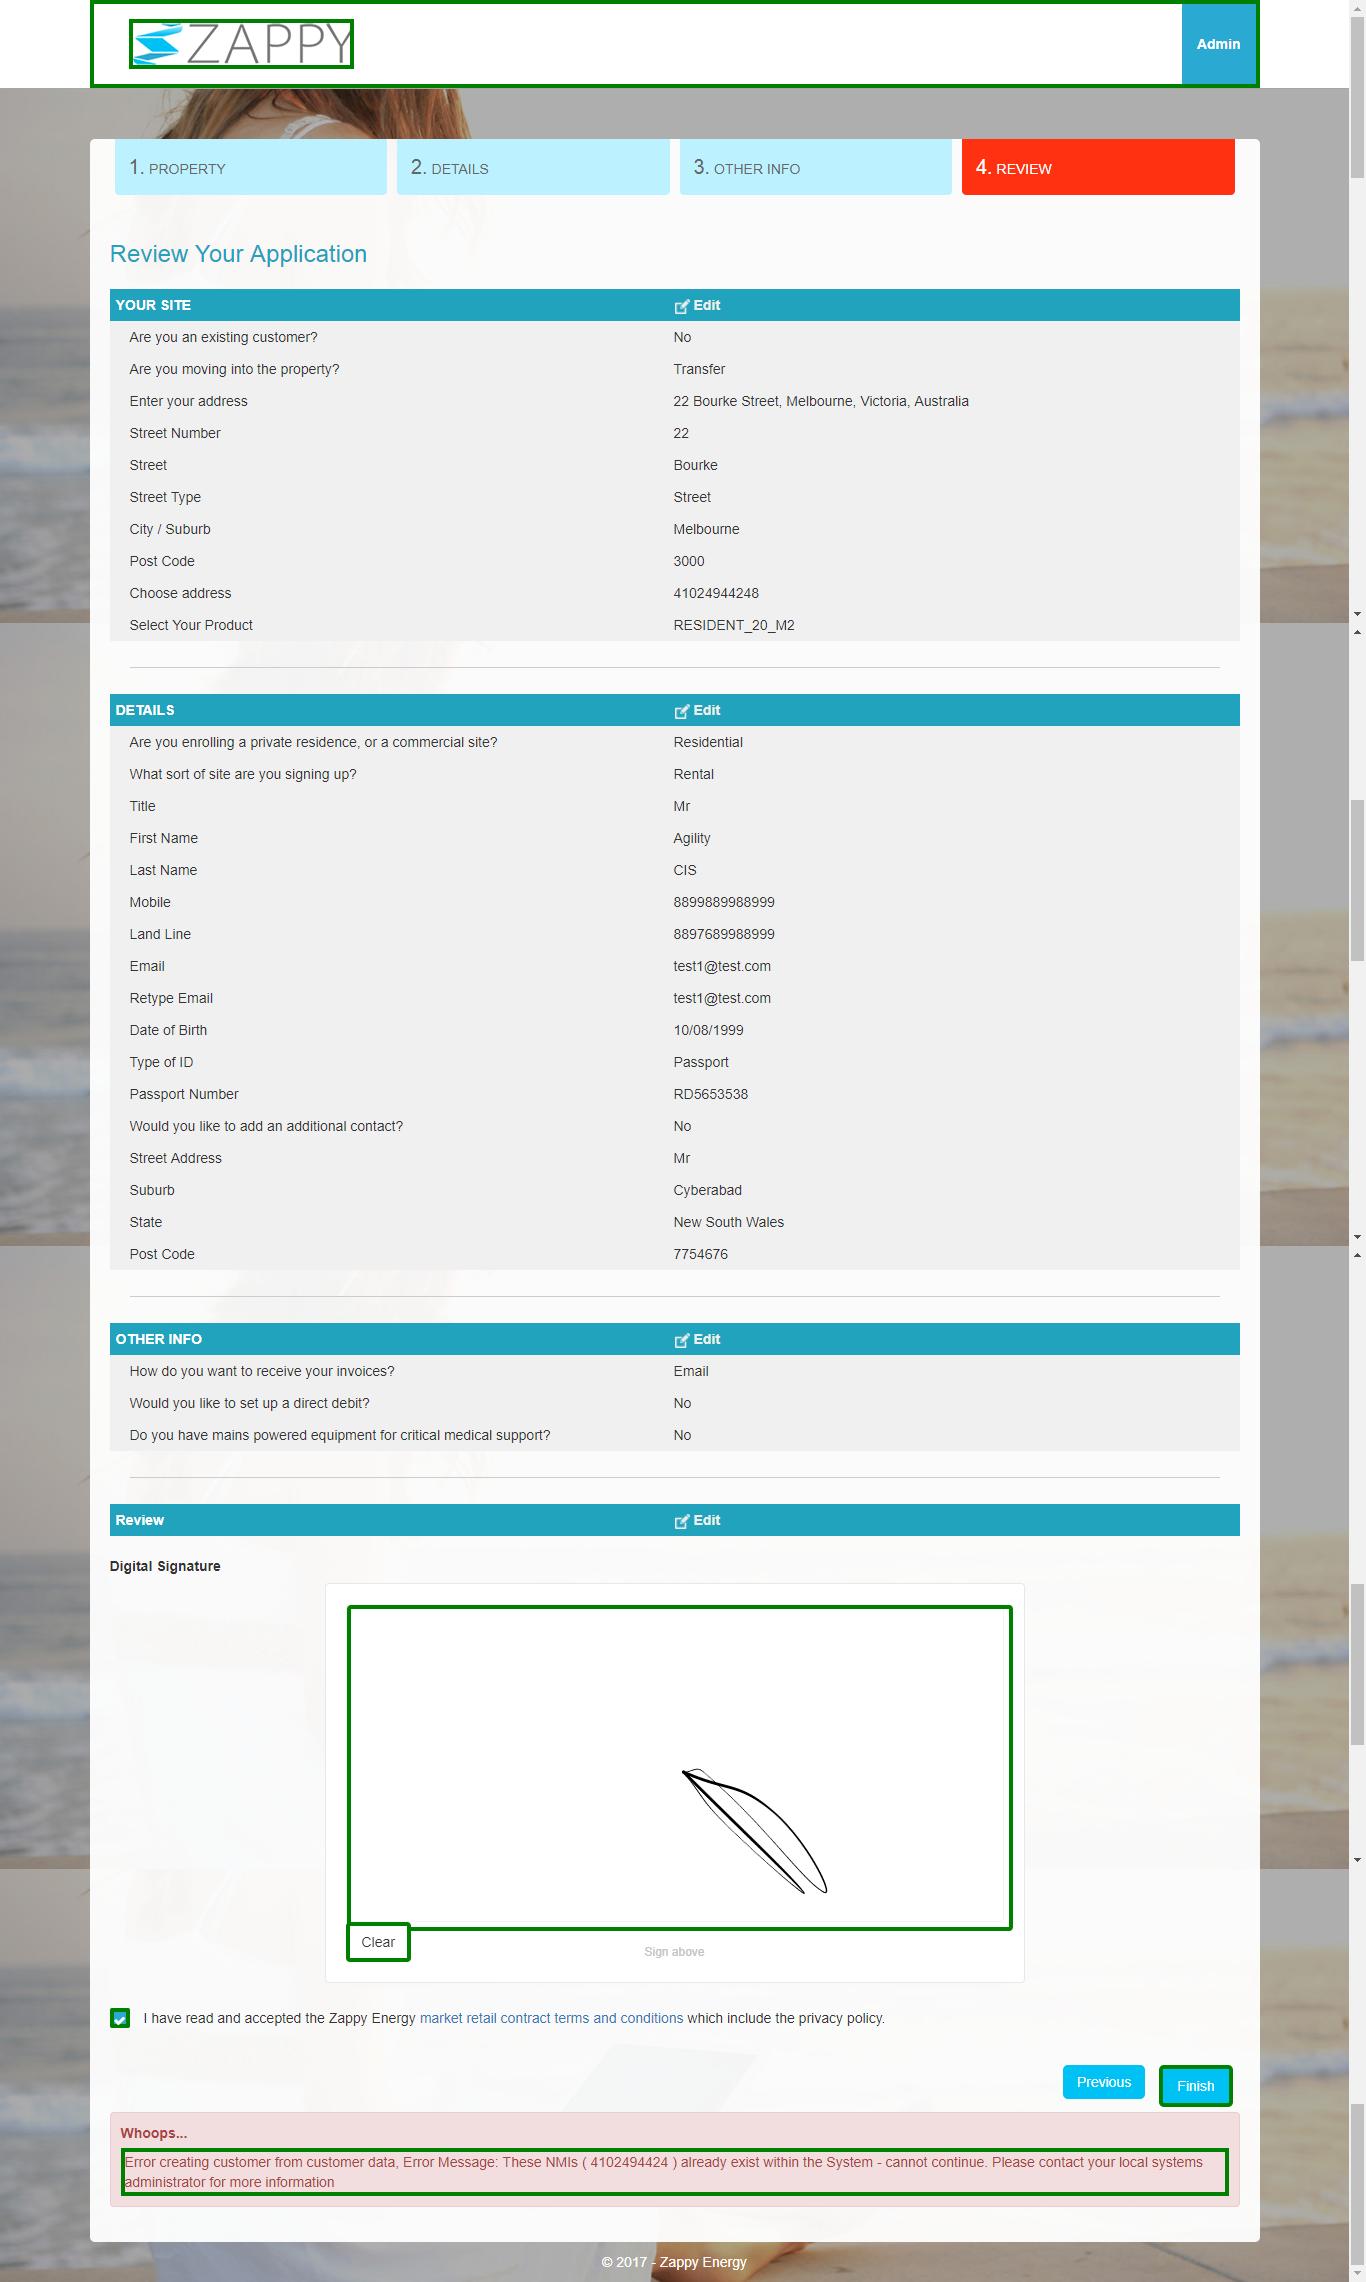 ZAPPY
Admin
1. PROPERTY
2. DETAILS
3. OTHER INFO
4. REVIEW
Review Your Application
YOUR SITE Edit
Are you an existing customer? No
Are you moving into the property? Transfer
Enter your address 22 Bourke Street, Melbourne, Victoria, Australia
Street Number 22
Street Bourke
Street Type Street
City / Suburb Melbourne
Post Code 3000
Choose address 41024944248
Select Your Product RESIDENT_20_M2
DETAILS Edit
Are you enrolling a private residence, or a commercial site? Residential
What sort of site are you signing up? Rental
Title Mr
First Name Agility
Last Name CIS
Mobile 8899889988999
Land Line 8897689988999
Email test1@test.com
Retype Email test1@test.com
Date of Birth 10/08/1999
Type of ID Passport
Passport Number RD5653538
Would you like to add an additional contact? No
Street Address Mr
Suburb Cyberabad
State New South Wales
Post Code 7754676
OTHER INFO Edit
How do you want to receive your invoices? Email
Would you like to set up a direct debit? No
Do you have mains powered equipment for critical medical support? No
Review Edit
Digital Signature
Clear
Sign above
I have read and accepted the Zappy Energy market retail contract terms and conditions which include the privacy policy.
Previous
Finish
Whoops...
Error creating customer from customer data, Error Message: These NMIs ( 4102494424 ) already exist within the System - cannot continue. Please contact your local systems
administrator for more information
© 2017 - Zappy Energy